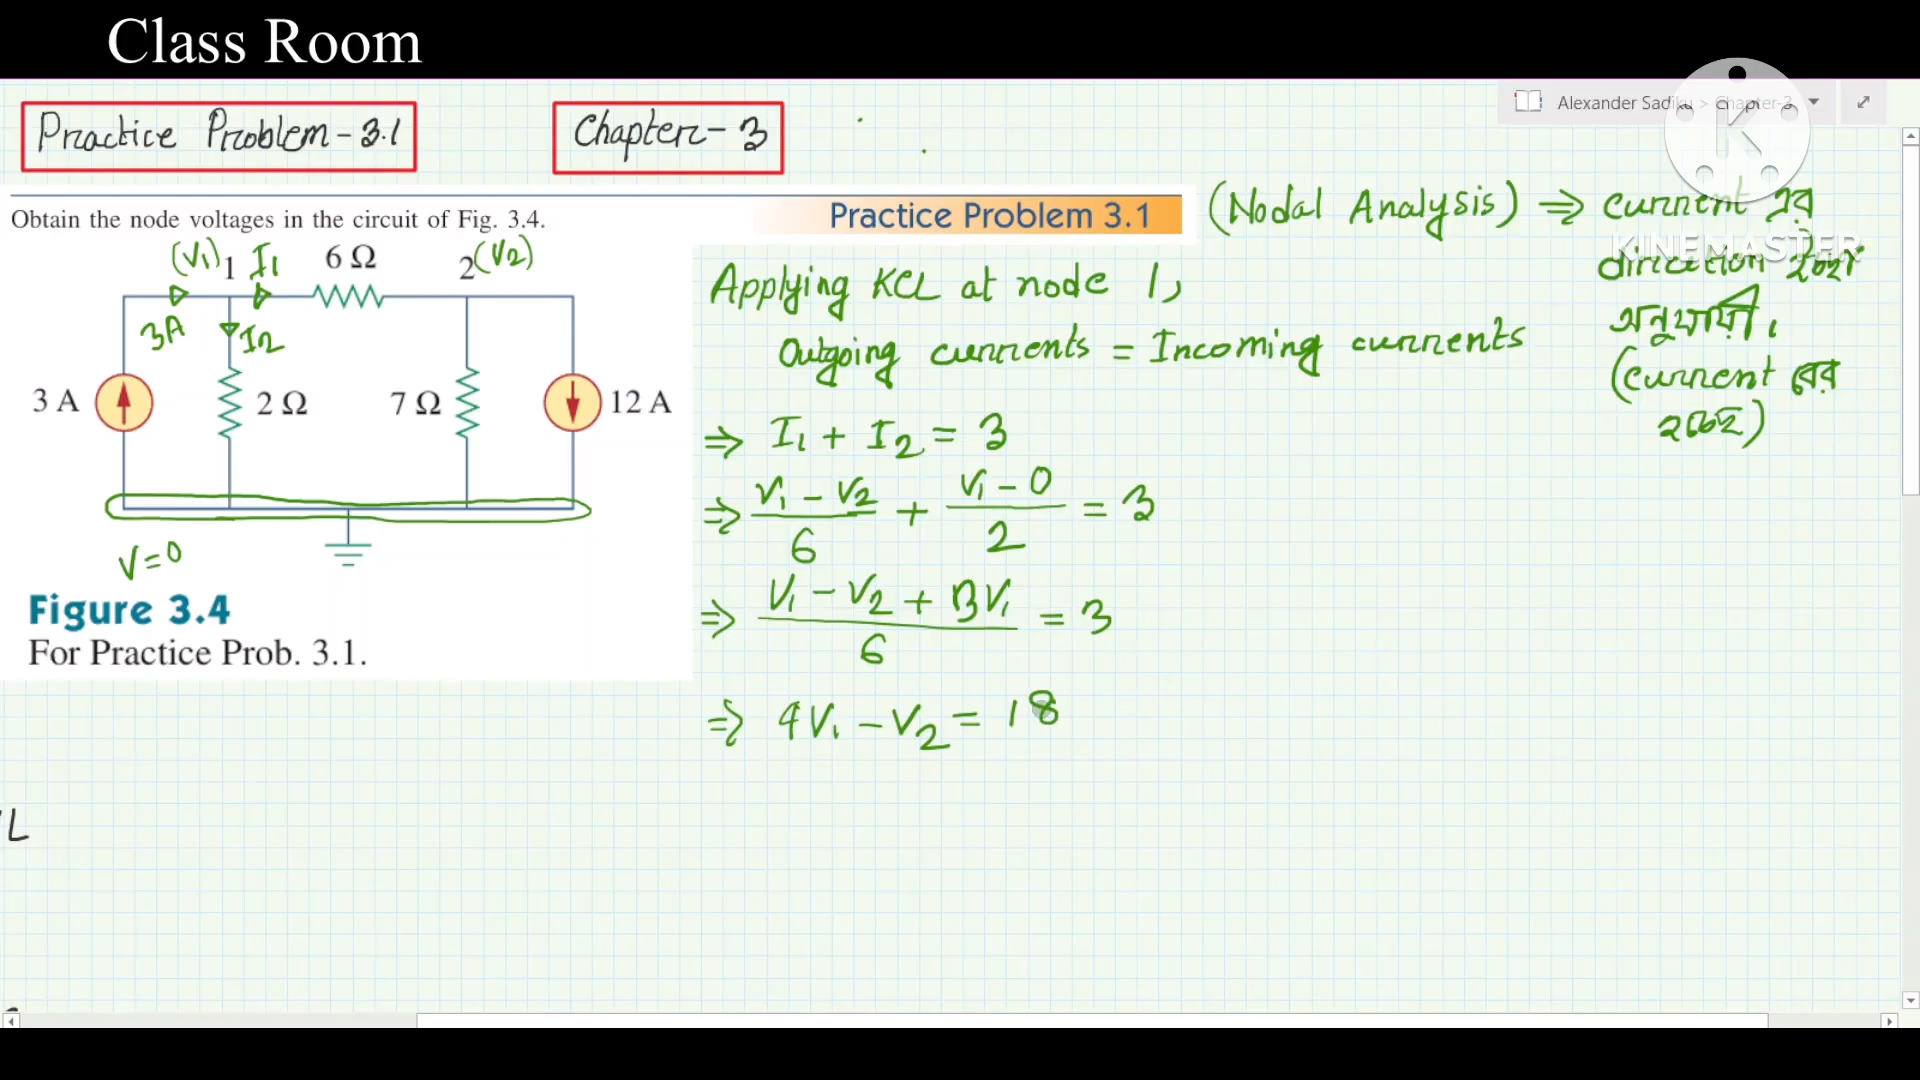 Class Room
Practice Problem - 3.1
Chapter - 3
Alexander Sadiku > Chapter-3
KINEMASTER
Obtain the node voltages in the circuit of Fig. 3.4.
Practice Problem 3.1
(Nodal Analysis) ⇒ current এর
direction হবে
অনুযায়ী।
(current বের
হচ্ছে)
(V₁) 1 I₁ 6 Ω 2 (V₂)
3A I₂
3 A 2 Ω 7 Ω 12 A
V=0
Figure 3.4
For Practice Prob. 3.1.
Applying KCL at node 1,
Outgoing currents = Incoming currents
⇒ I₁ + I₂ = 3
⇒ (V₁ - V₂)/6 + (V₁ - 0)/2 = 3
⇒ (V₁ - V₂ + 3V₁)/6 = 3
⇒ 4V₁ - V₂ = 18